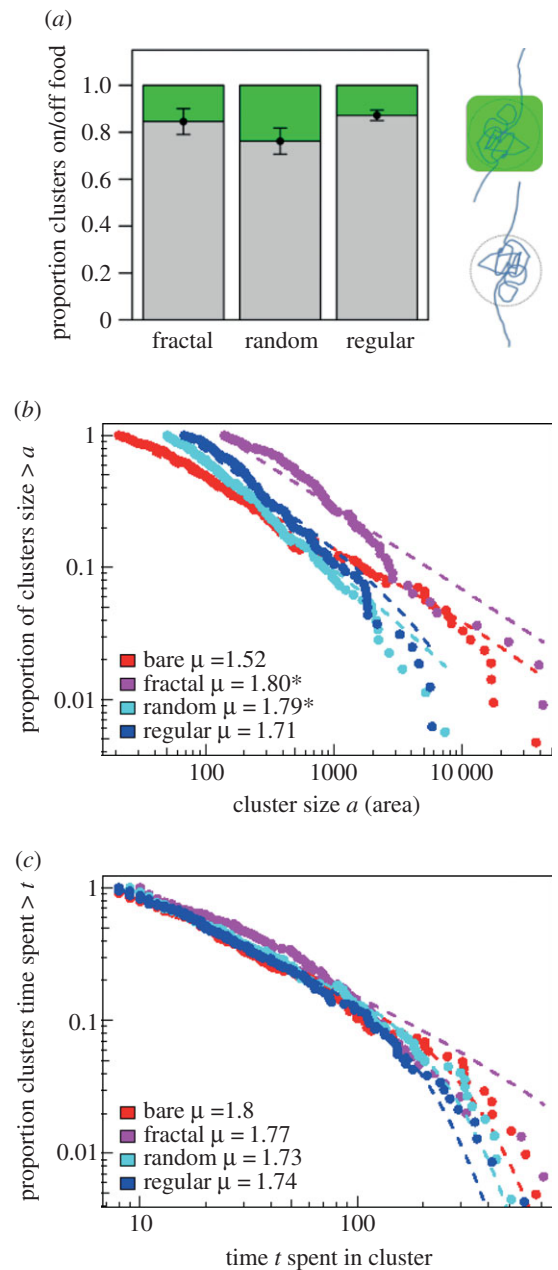 (a)
proportion clusters on/off food
1.0
0.8
0.6
0.4
0.2
0
fractal random regular
(b)
proportion of clusters size > a
1
0.1
0.01
bare μ =1.52
fractal μ = 1.80*
random μ = 1.79*
regular μ = 1.71
100 1000 10 000
cluster size a (area)
(c)
proportion clusters time spent > t
1
0.1
0.01
bare μ =1.8
fractal μ =1.77
random μ =1.73
regular μ =1.74
10 100
time t spent in cluster